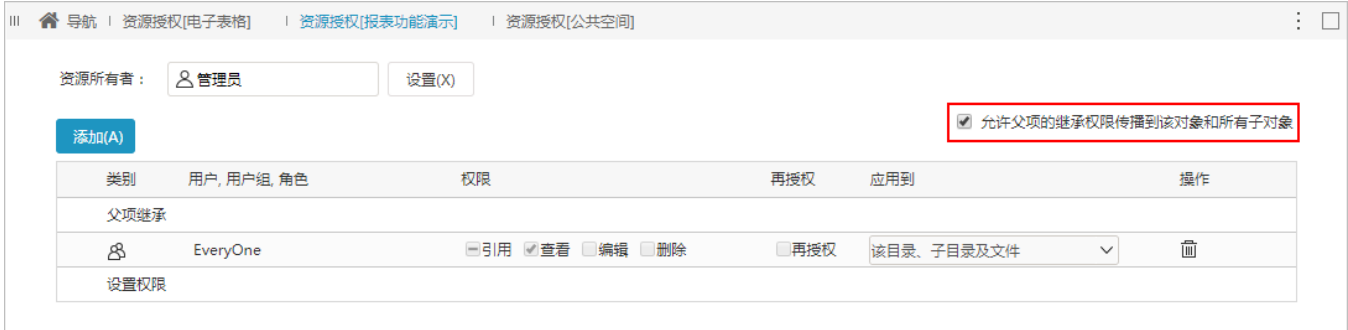 导航 资源授权[电子表格] 资源授权[报表功能演示] 资源授权[公共空间]
资源所有者： 管理员 设置(X)
允许父项的继承权限传播到该对象和所有子对象
添加(A)
类别 用户, 用户组, 角色 权限 再授权 应用到 操作
父项继承
EveryOne 引用 查看 编辑 删除 再授权 该目录、子目录及文件
设置权限